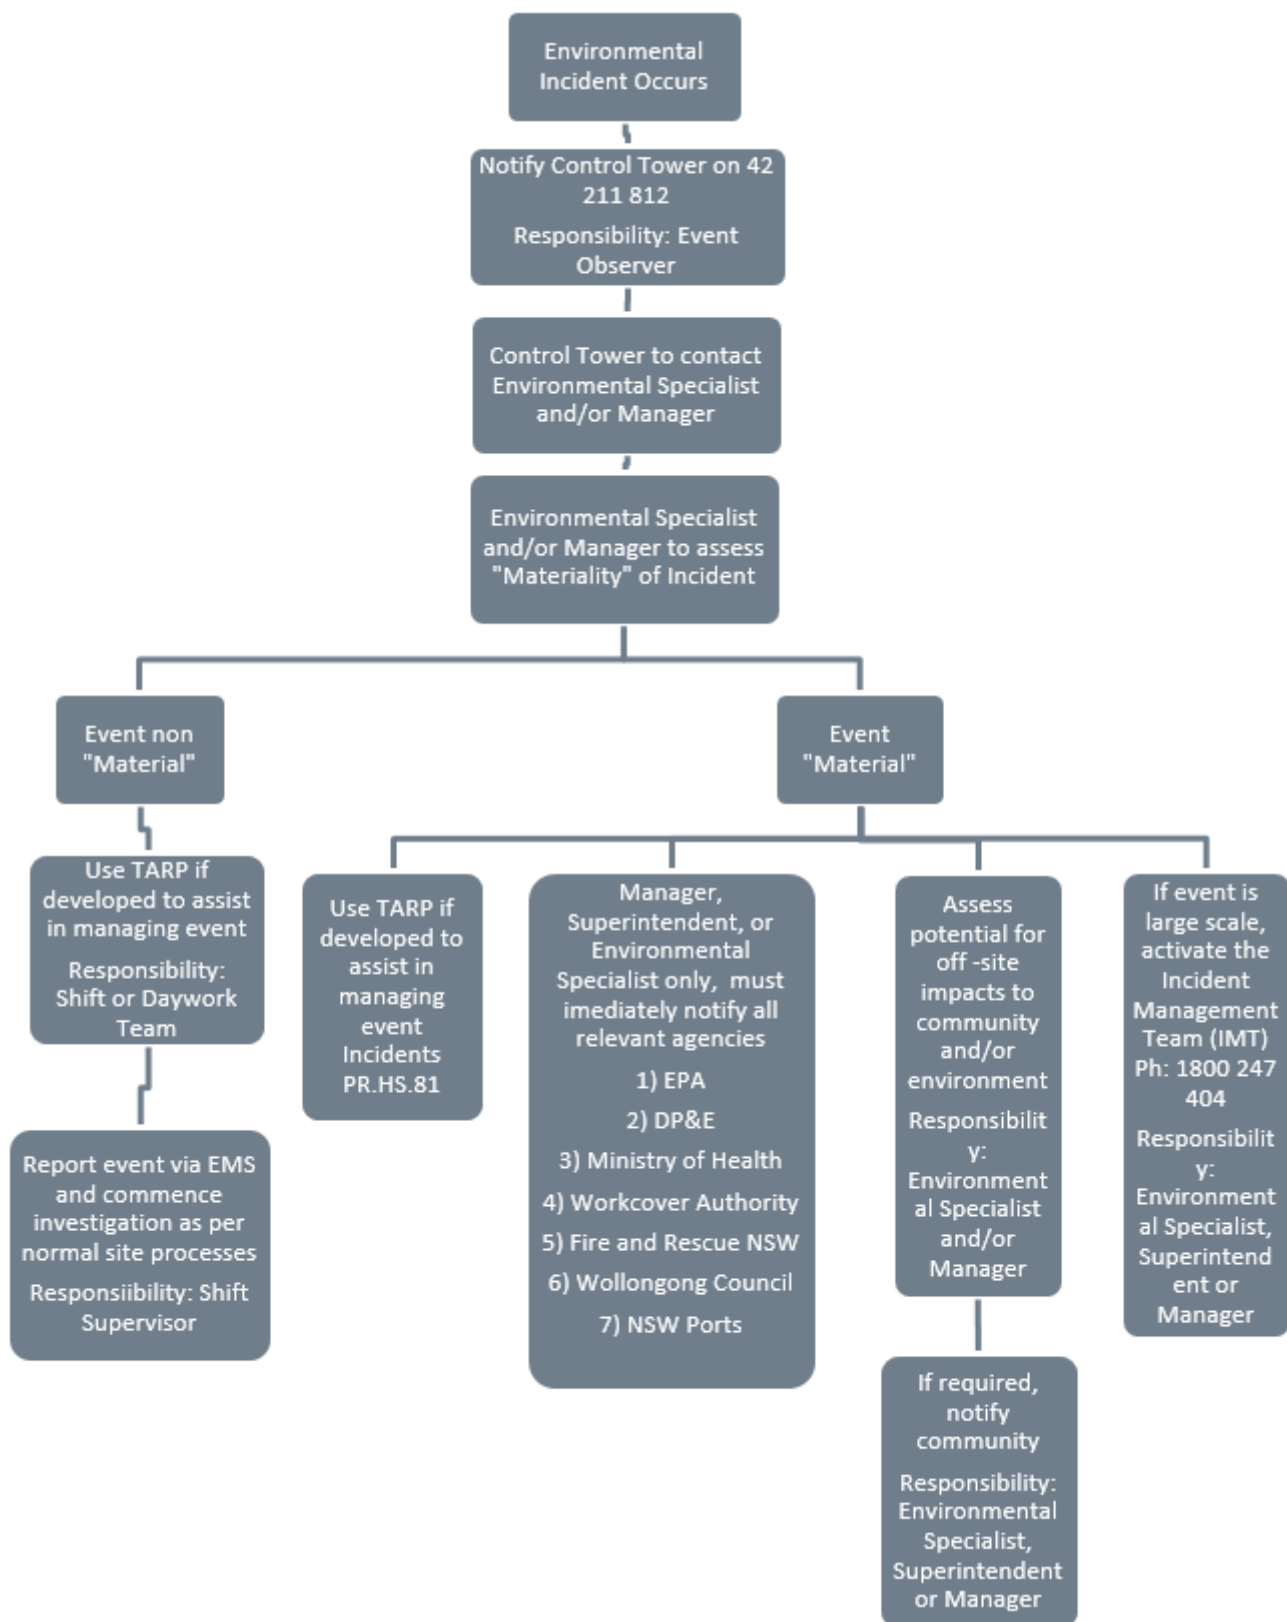 Environmental
Incident Occurs
Notify Control Tower on 42
211 812
Responsibility: Event
Observer
Control Tower to contact
Environmental Specialist
and/or Manager
Environmental Specialist
and/or Manager to assess
"Materiality" of Incident
Event non
"Material"
Event
"Material"
Use TARP if
developed to assist
in managing event
Responsibility:
Shift or Daywork
Team
Report event via EMS
and commence
investigation as per
normal site processes
Responsiibility: Shift
Supervisor
Use TARP if
developed to
assist in
managing
event
Incidents
PR.HS.81
Manager,
Superintendent, or
Environmental
Specialist only,  must
imediately notify all
relevant agencies
1) EPA
2) DP&E
3) Ministry of Health
4) Workcover Authority
5) Fire and Rescue NSW
6) Wollongong Council
7) NSW Ports
Assess
potential for
off -site
impacts to
community
and/or
environment
Responsibilit
y:
Environment
al Specialist
and/or
Manager
If required,
notify
community
Responsibility:
Environmental
Specialist,
Superintendent
or Manager
If event is
large scale,
activate the
Incident
Management
Team (IMT)
Ph: 1800 247
404
Responsibilit
y:
Environment
al Specialist,
Superintend
ent or
Manager